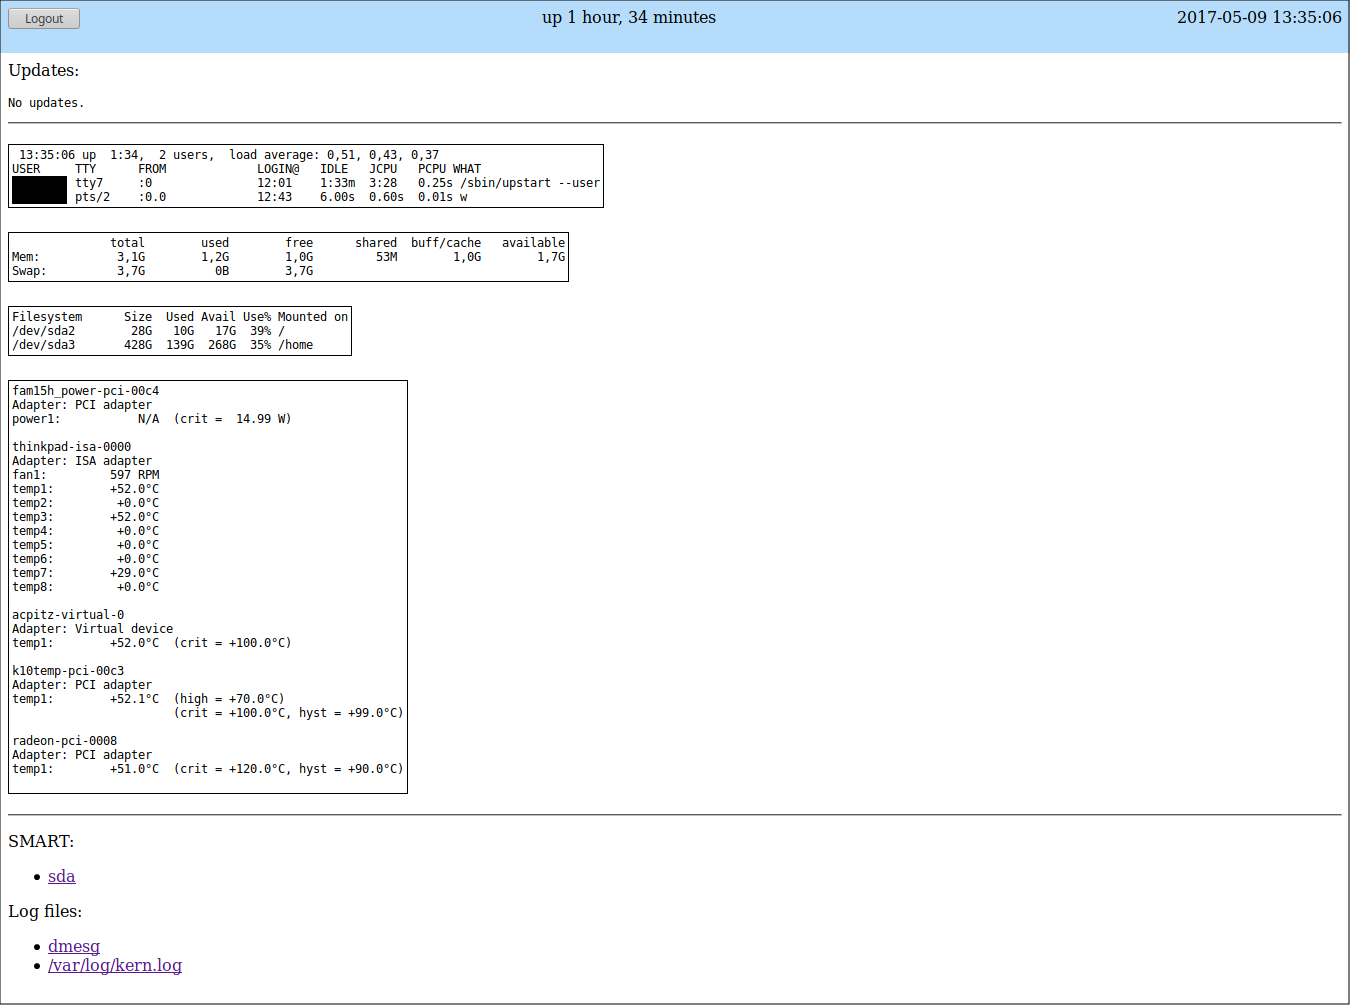 Logout
up 1 hour, 34 minutes
2017-05-09 13:35:06
Updates:
No updates.
13:35:06 up  1:34,  2 users,  load average: 0,51, 0,43, 0,37
USER     TTY      FROM             LOGIN@   IDLE   JCPU   PCPU WHAT
tty7     :0               12:01    1:33m  3:28   0.25s /sbin/upstart --user
pts/2    :0.0             12:43    6.00s  0.60s  0.01s w
total        used        free      shared  buff/cache   available
Mem:           3,1G        1,2G        1,0G         53M        1,0G        1,7G
Swap:          3,7G          0B        3,7G
Filesystem      Size  Used Avail Use% Mounted on
/dev/sda2        28G   10G   17G  39% /
/dev/sda3       428G  139G  268G  35% /home
fam15h_power-pci-00c4
Adapter: PCI adapter
power1:           N/A  (crit =  14.99 W)
thinkpad-isa-0000
Adapter: ISA adapter
fan1:         597 RPM
temp1:        +52.0°C
temp2:         +0.0°C
temp3:        +52.0°C
temp4:         +0.0°C
temp5:         +0.0°C
temp6:         +0.0°C
temp7:        +29.0°C
temp8:         +0.0°C
acpitz-virtual-0
Adapter: Virtual device
temp1:        +52.0°C  (crit = +100.0°C)
k10temp-pci-00c3
Adapter: PCI adapter
temp1:        +52.1°C  (high = +70.0°C)
(crit = +100.0°C, hyst = +99.0°C)
radeon-pci-0008
Adapter: PCI adapter
temp1:        +51.0°C  (crit = +120.0°C, hyst = +90.0°C)
SMART:
sda
Log files:
dmesg
/var/log/kern.log